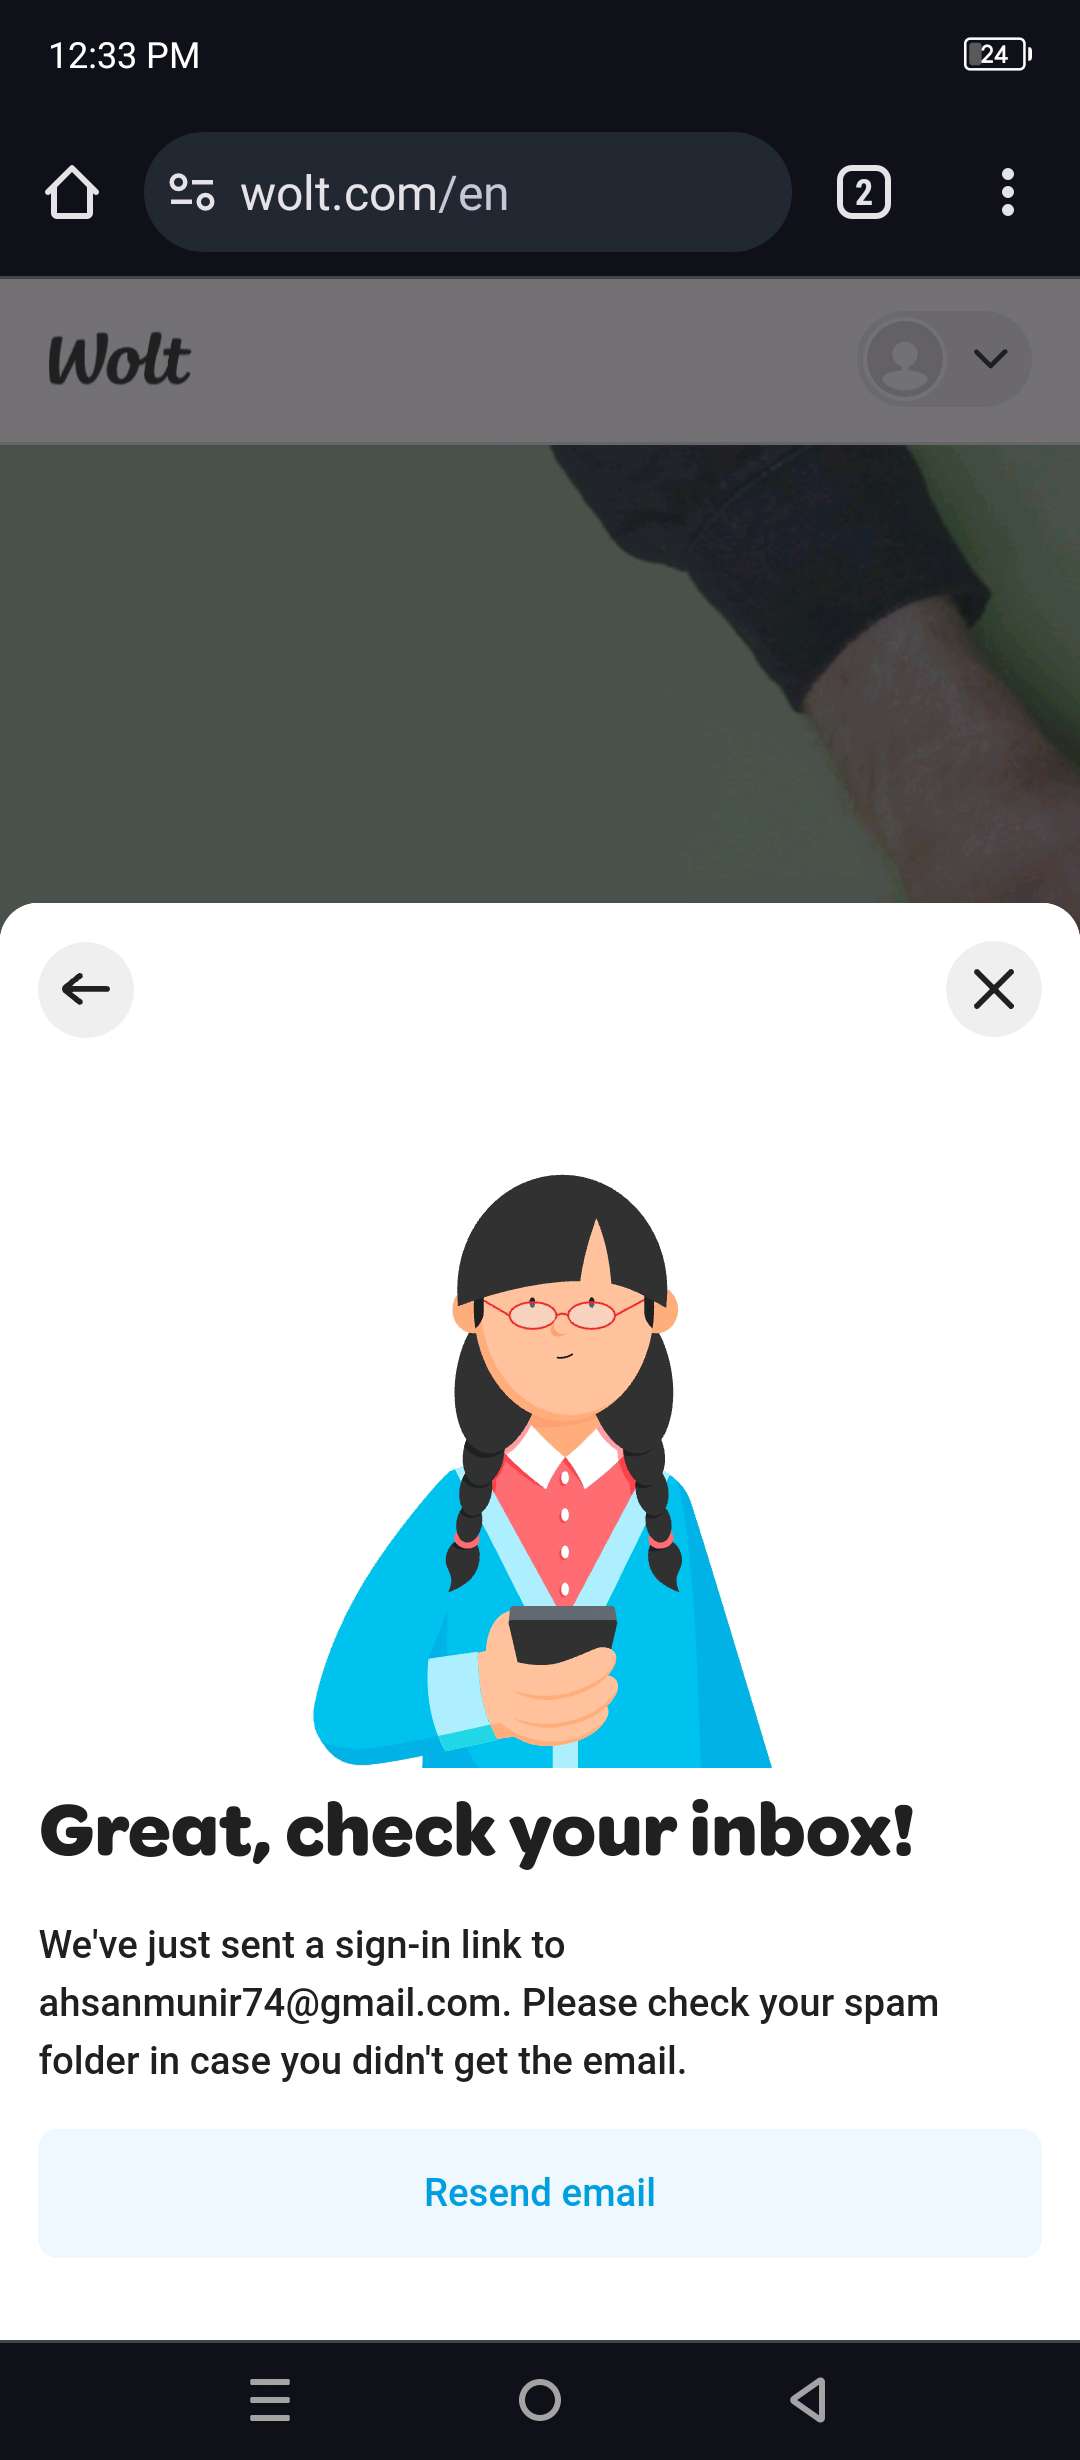 12:33 PM
24
wolt.com/en
2
Wolt
Great, check your inbox!
We've just sent a sign-in link to
ahsanmunir74@gmail.com. Please check your spam
folder in case you didn't get the email.
Resend email